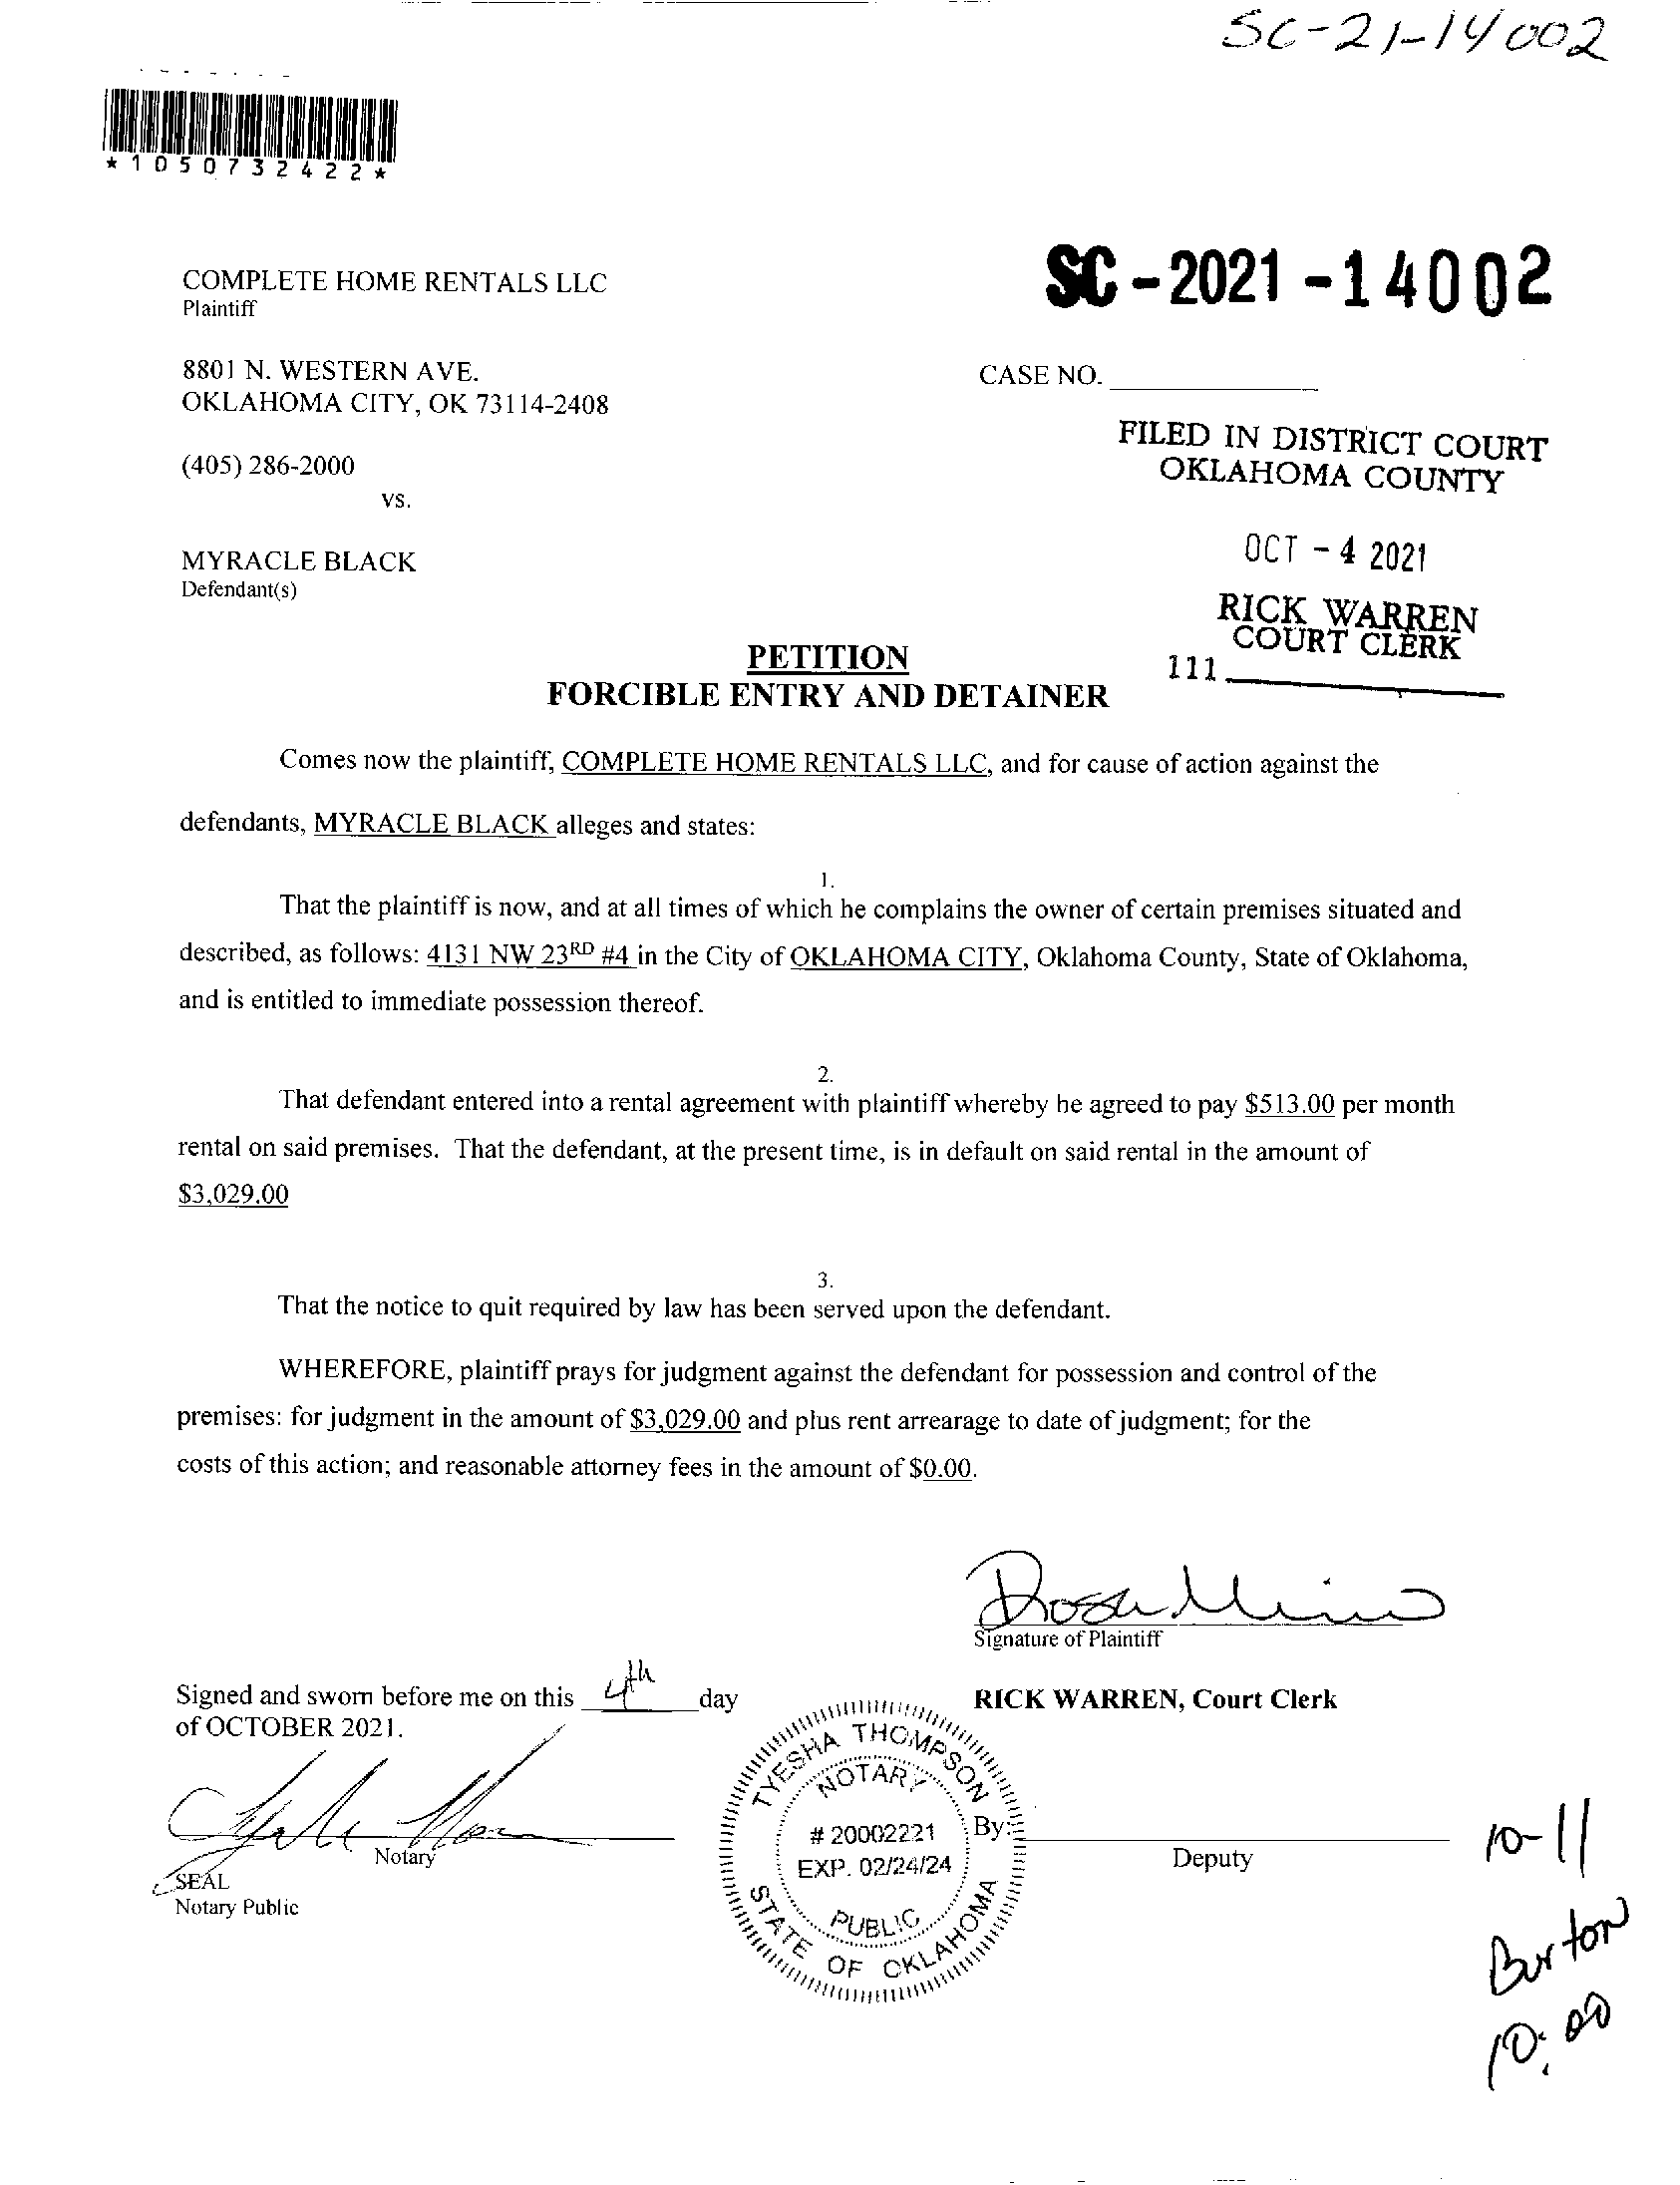 SC-21-14002
*1050732422*
SC-2021-14002
COMPLETE HOME RENTALS LLC
Plaintiff
8801 N. WESTERN AVE.
OKLAHOMA CITY, OK 73114-2408
CASE NO.
(405) 286-2000
vs.
FILED IN DISTRICT COURT
OKLAHOMA COUNTY
OCT - 4 2021
RICK WARREN
COURT CLERK
111
MYRACLE BLACK
Defendant(s)
PETITION
FORCIBLE ENTRY AND DETAINER
Comes now the plaintiff, COMPLETE HOME RENTALS LLC, and for cause of action against the
defendants, MYRACLE BLACK alleges and states:
1.
That the plaintiff is now, and at all times of which he complains the owner of certain premises situated and
described, as follows: 4131 NW 23RD #4 in the City of OKLAHOMA CITY, Oklahoma County, State of Oklahoma,
and is entitled to immediate possession thereof.
2.
That defendant entered into a rental agreement with plaintiff whereby he agreed to pay $513.00 per month
rental on said premises. That the defendant, at the present time, is in default on said rental in the amount of
$3,029.00
3.
That the notice to quit required by law has been served upon the defendant.
WHEREFORE, plaintiff prays for judgment against the defendant for possession and control of the
premises: for judgment in the amount of $3,029.00 and plus rent arrearage to date of judgment; for the
costs of this action; and reasonable attorney fees in the amount of $0.00.
Signature of Plaintiff
Signed and sworn before me on this 4th day
of OCTOBER 2021.
RICK WARREN, Court Clerk
Notary
SEAL
Notary Public
TYESHA THOMPSON
NOTARY
# 20002221
EXP. 02/24/24
PUBLIC
STATE OF OKLAHOMA
By:
Deputy
10-11
Burton
10:00